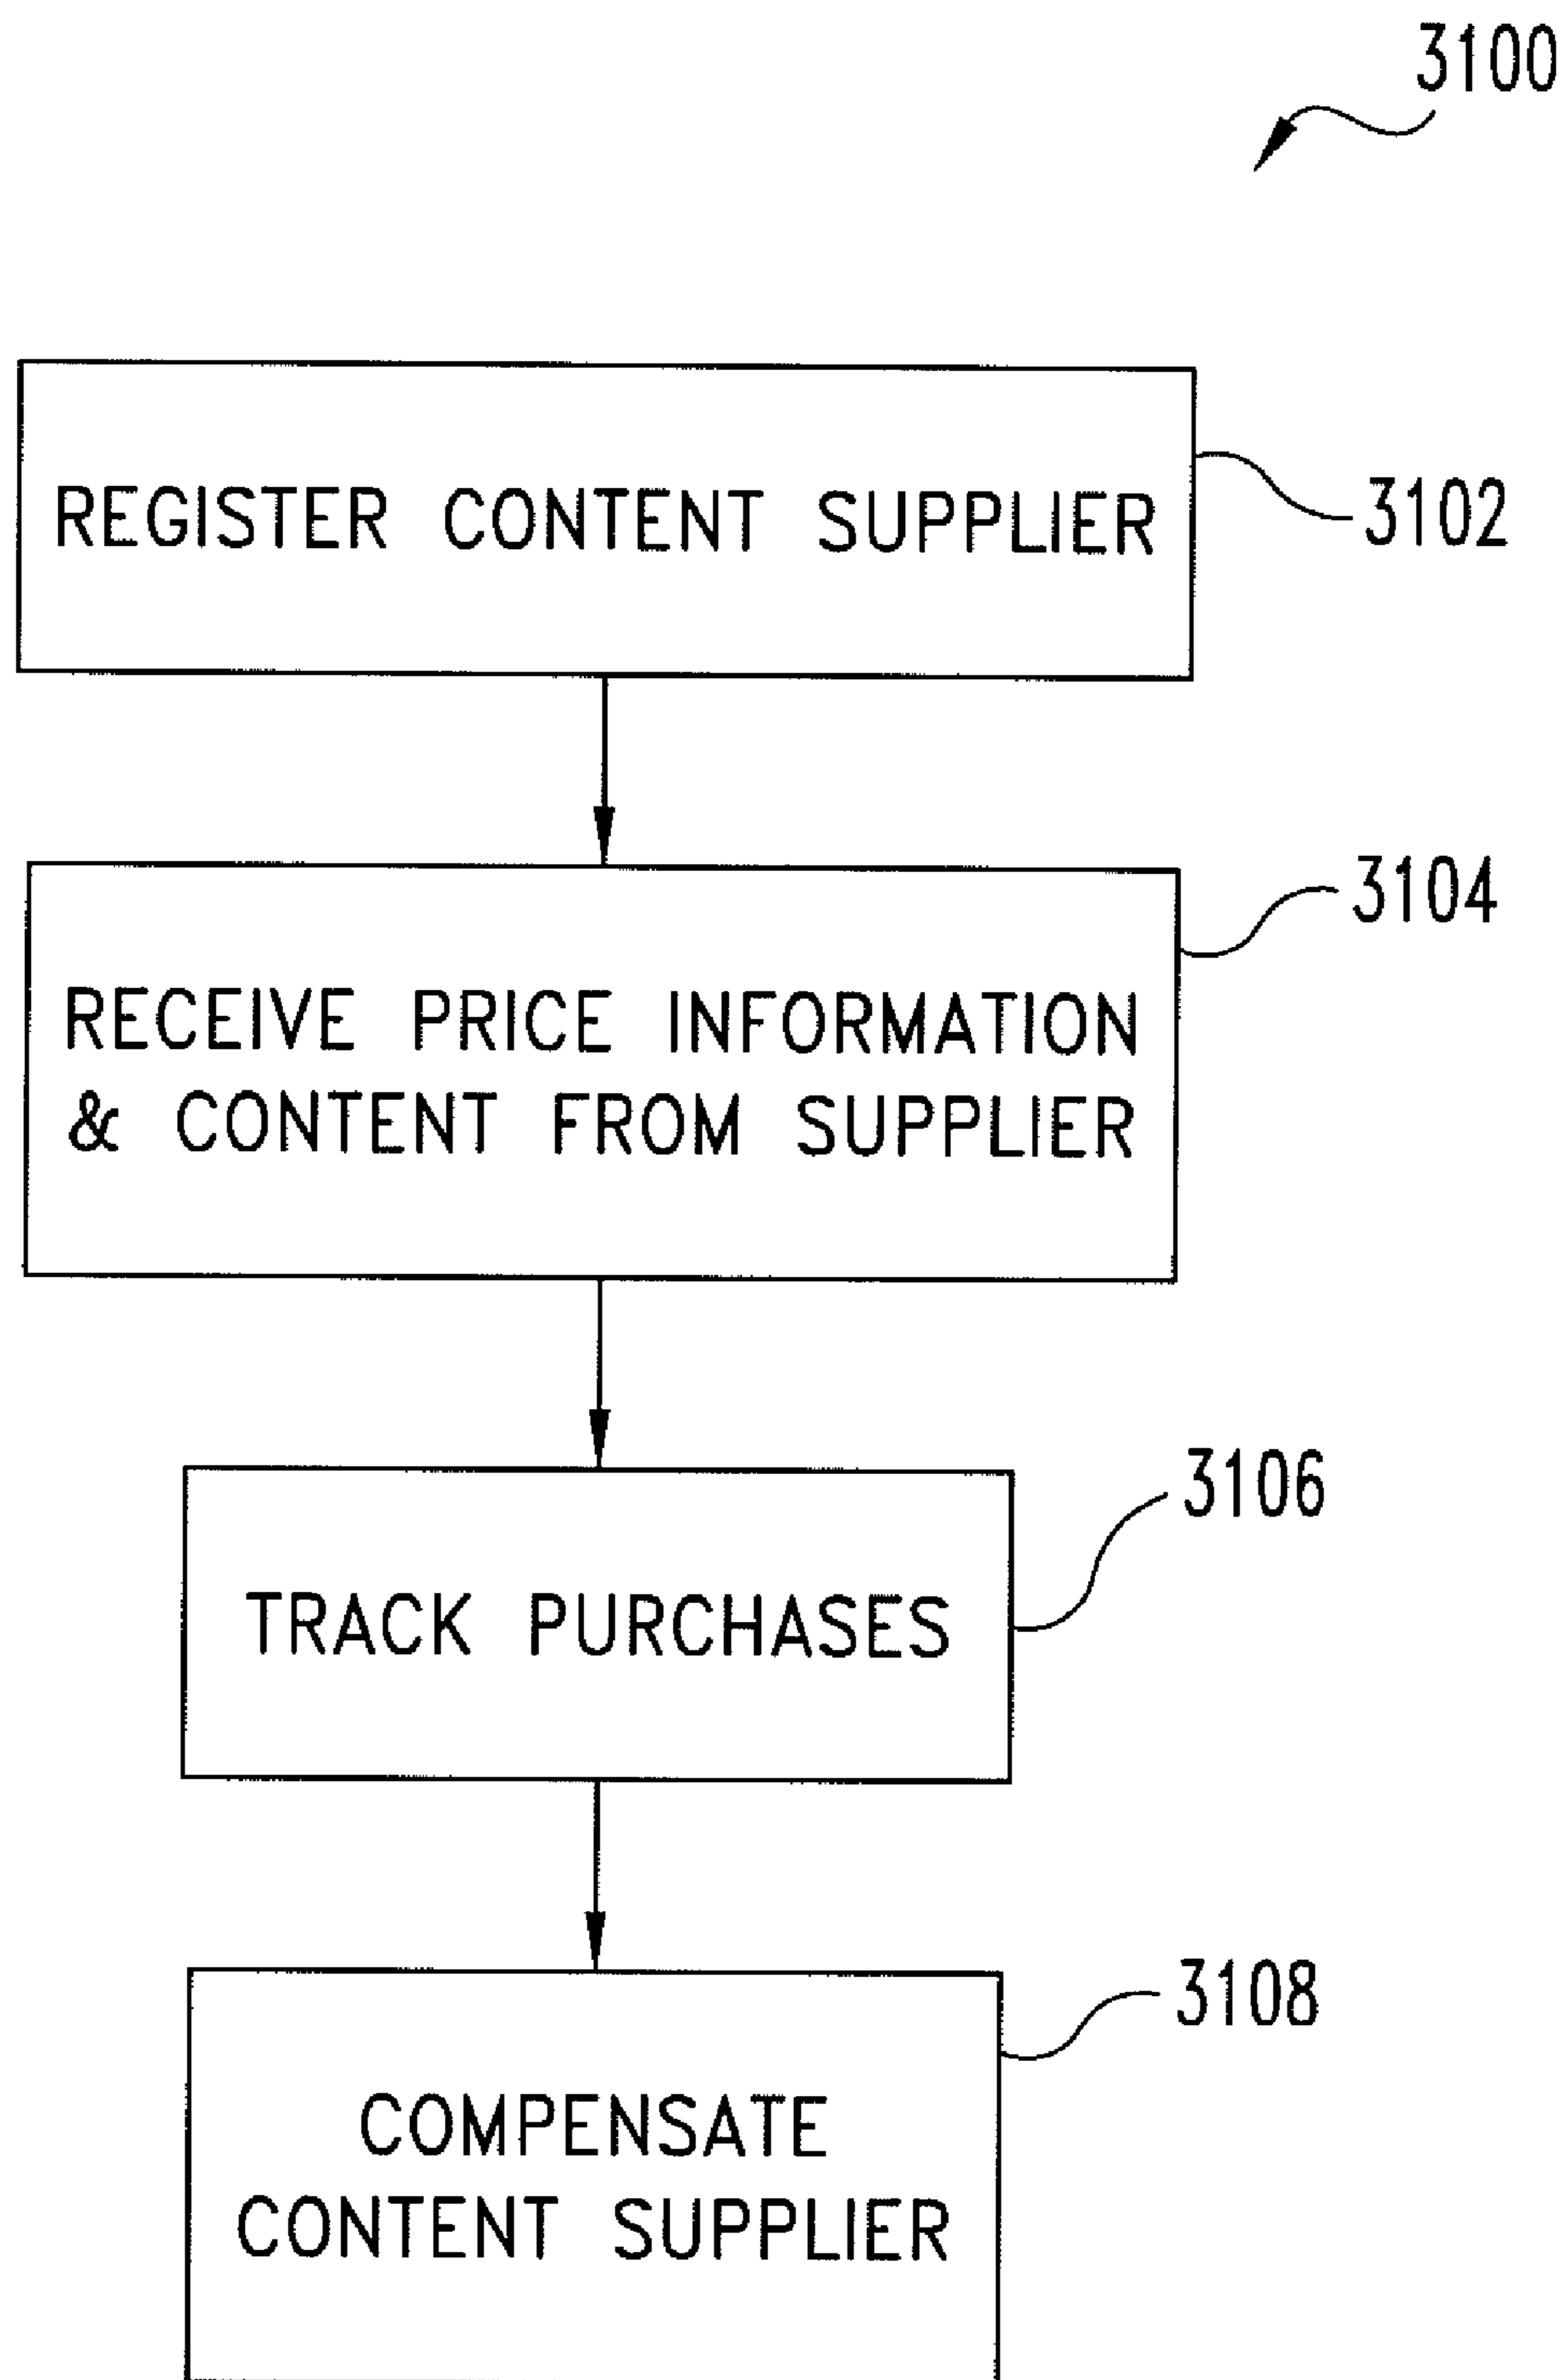 3100
REGISTER CONTENT SUPPLIER
3102
3104
RECEIVE PRICE INFORMATION
& CONTENT FROM SUPPLIER
3106
TRACK PURCHASES
3108
COMPENSATE
CONTENT SUPPLIER